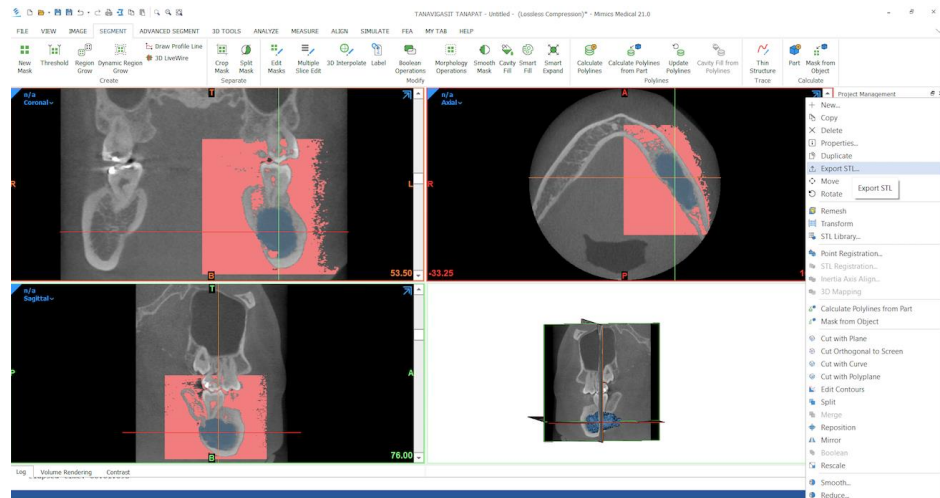 TANAVIGASIT TANAPAT - Untitled - (Lossless Compression)* - Mimics Medical 21.0
FILE VIEW IMAGE SEGMENT ADVANCED SEGMENT 3D TOOLS ANALYZE MEASURE ALIGN SIMULATE FEA MY TAB HELP
New Mask
Threshold
Region Grow
Dynamic Region Grow
Draw Profile Line
3D LiveWire
Create
Crop Mask
Split Mask
Separate
Edit Masks
Multiple Slice Edit
3D Interpolate
Label
Boolean Operations
Morphology Operations
Smooth Mask
Cavity Fill
Smart Fill
Smart Expand
Modify
Calculate Polylines
Calculate Polylines from Part
Update Polylines
Cavity Fill from Polylines
Polylines
Thin Structure
Trace
Part
Mask from Object
Calculate
n/a
Coronal
T
R
L
B
53.50
n/a
Axial
A
R
P
-33.25
1
Project Management
New...
Copy
Delete
Properties...
Duplicate
Export STL...
Move
Export STL
Rotate
Remesh
Transform
STL Library...
Point Registration...
STL Registration...
Inertia Axis Align...
3D Mapping
Calculate Polylines from Part
Mask from Object
Cut with Plane
Cut Orthogonal to Screen
Cut with Curve
Cut with Polyplane
Edit Contours
Split
Merge
Reposition
Mirror
Boolean
Rescale
Smooth...
Reduce...
n/a
Sagittal
T
P
A
B
76.00
Log Volume Rendering Contrast